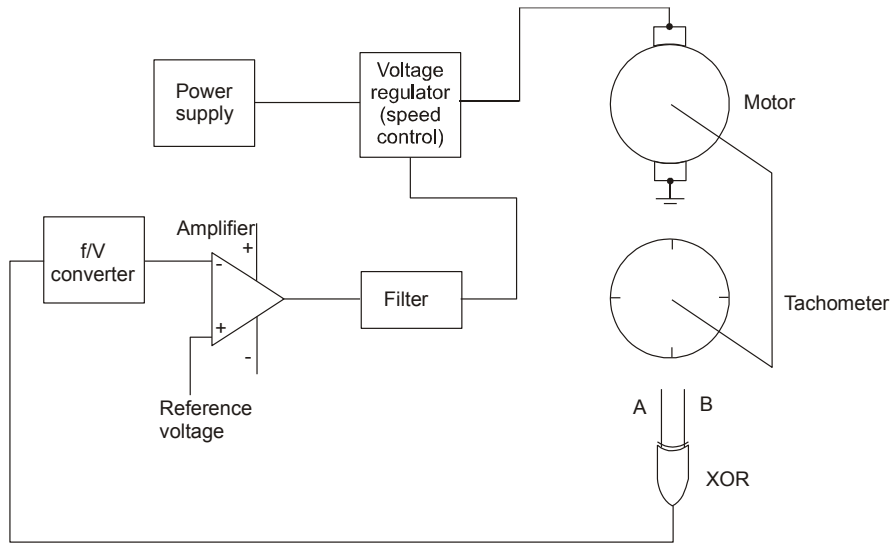 Power
supply
Voltage
regulator
(speed
control)
Motor
f/V
converter
Amplifier
+
-
+
-
Filter
Reference
voltage
Tachometer
A
B
XOR